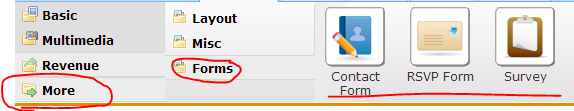 Basic
Multimedia
Revenue
More
Layout
Misc
Forms
Contact
Form
RSVP Form
Survey